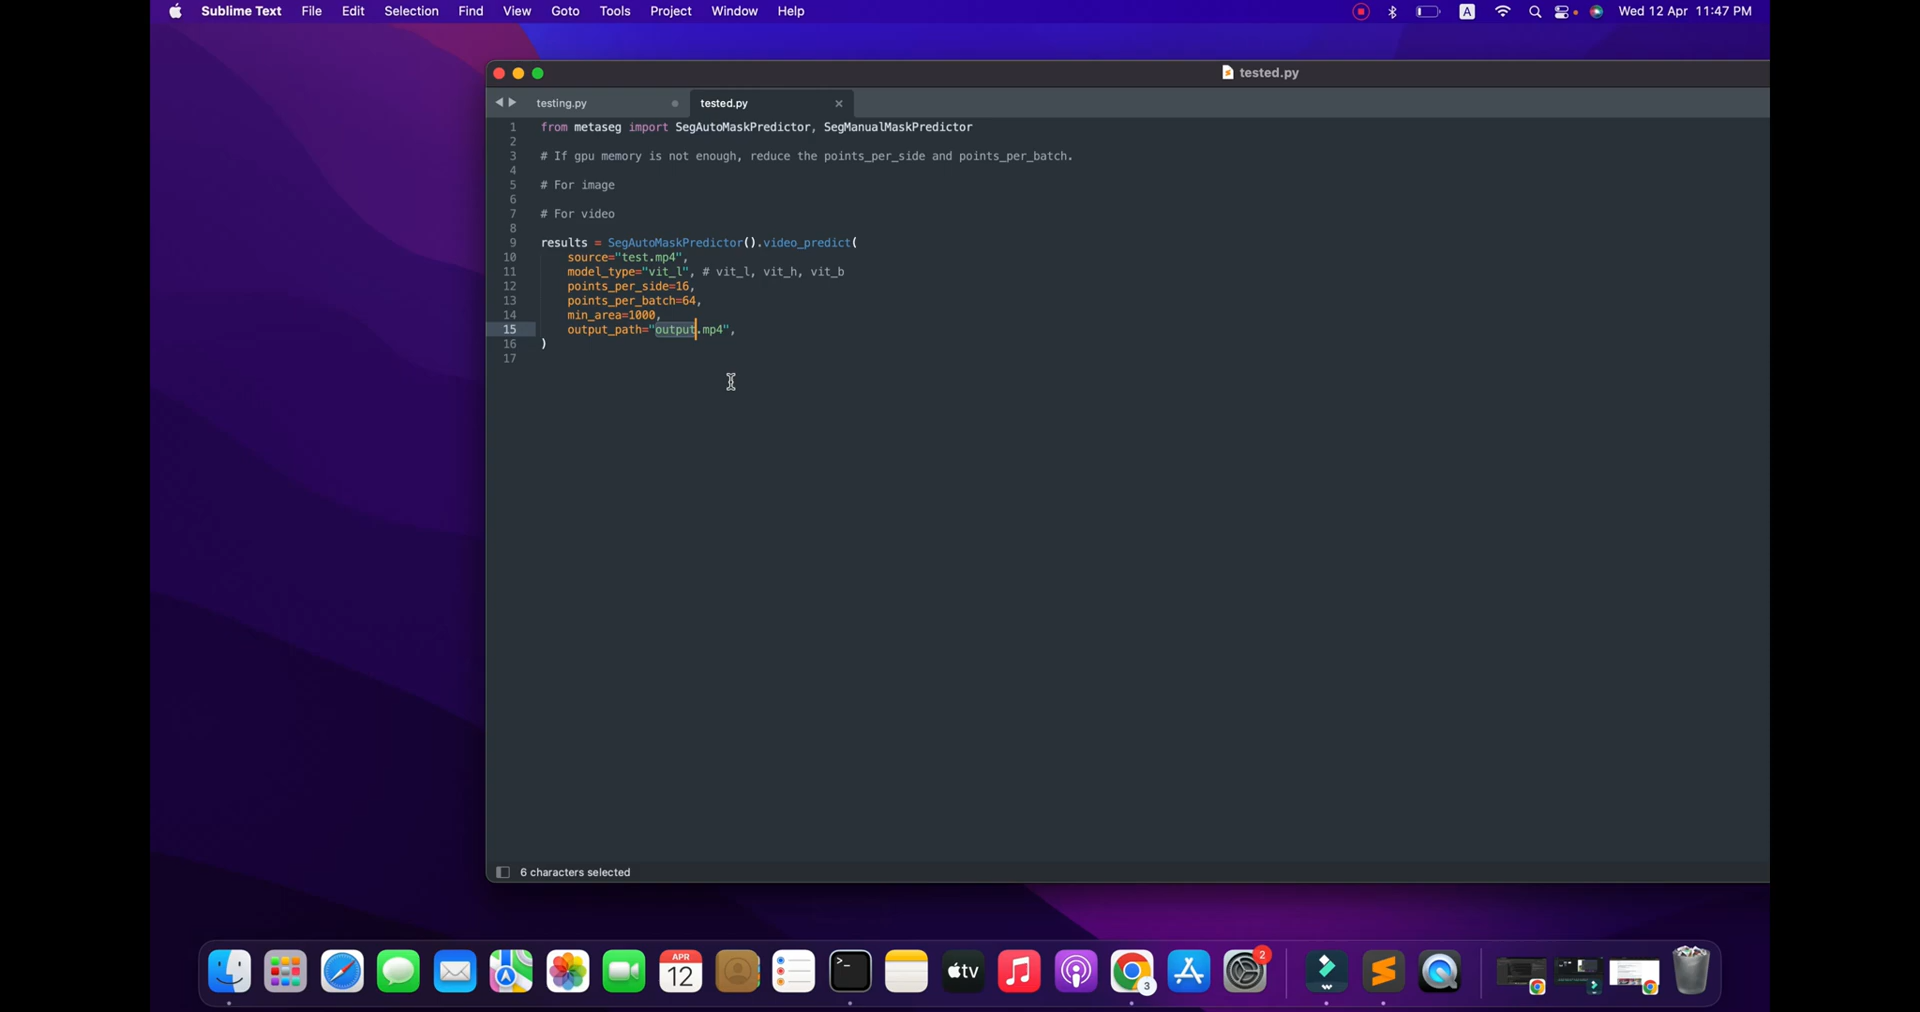 Sublime Text File Edit Selection Find View Goto Tools Project Window Help A Wed 12 Apr 11:47 PM
tested.py
testing.py tested.py
1 from metaseg import SegAutoMaskPredictor, SegManualMaskPredictor
2
3 # If gpu memory is not enough, reduce the points_per_side and points_per_batch.
4
5 # For image
6
7 # For video
8
9 results = SegAutoMaskPredictor().video_predict(
10 source="test.mp4",
11 model_type="vit_l", # vit_l, vit_h, vit_b
12 points_per_side=16,
13 points_per_batch=64,
14 min_area=1000,
15 output_path="output.mp4",
16 )
17
6 characters selected
APR
12
>_
tv
3
2